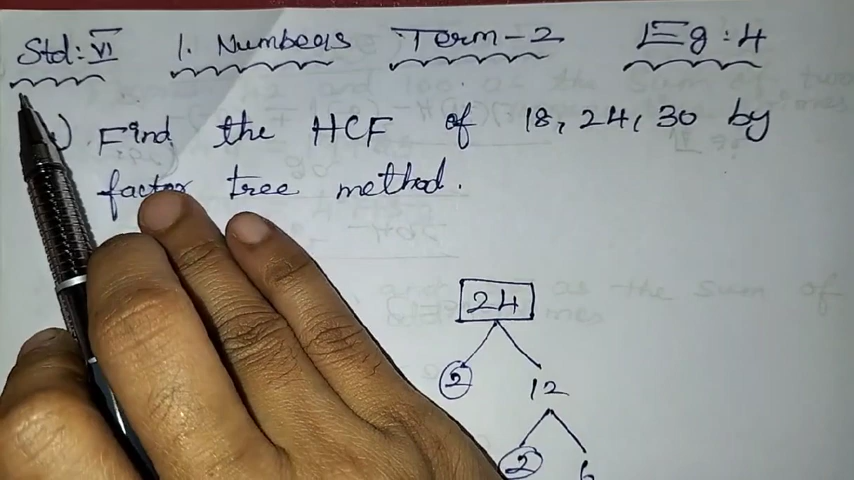 Std: VI 1. Numbers Term-2 Eg: 4
Find the HCF of 18, 24, 30 by
factor tree method.
24
2 12
2 6